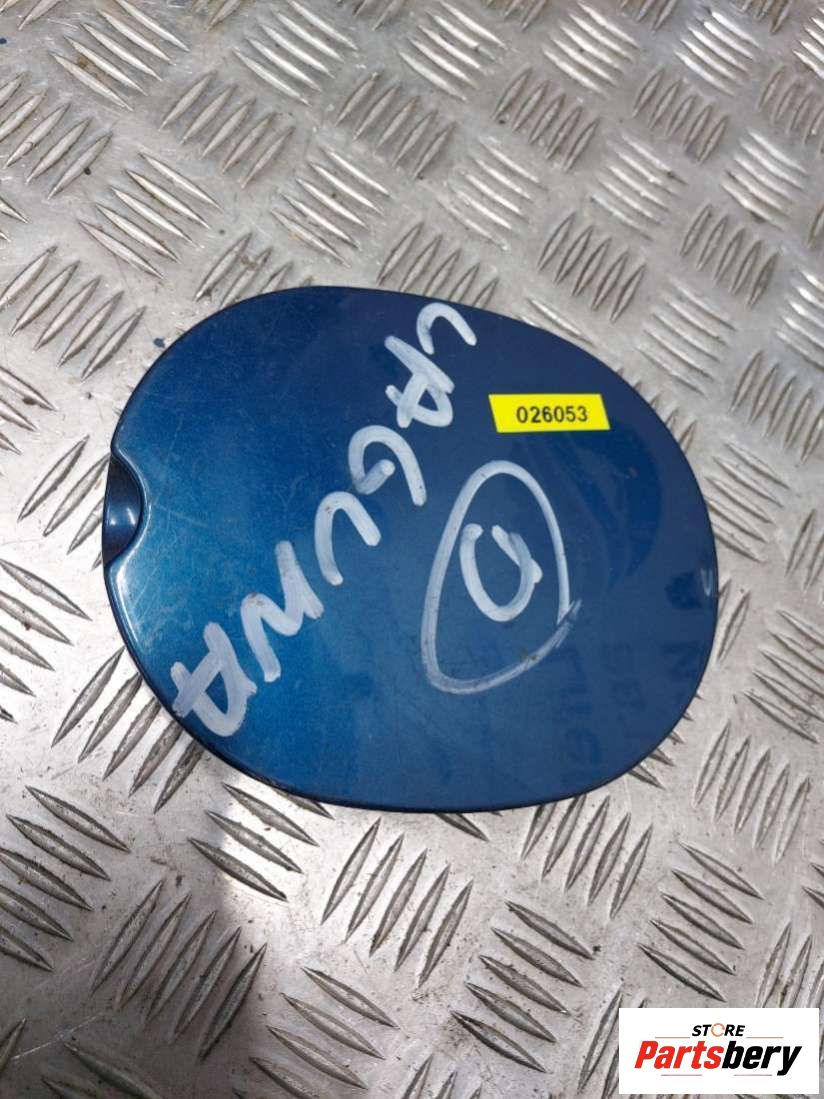 LAGUNA
026053
D
STORE
Partsbery